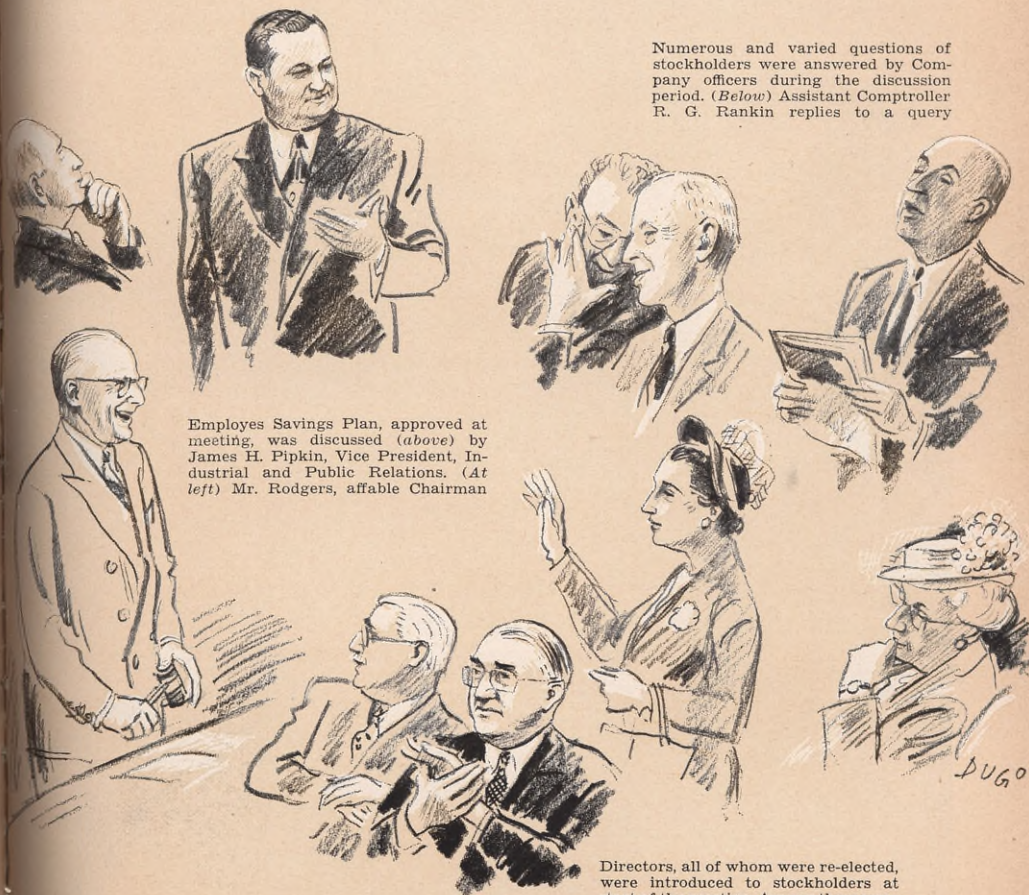 Numerous and varied questions of
stockholders were answered by Com-
pany officers during the discussion
period. (Below) Assistant Comptroller
R. G. Rankin replies to a query
Employes Savings Plan, approved at
meeting, was discussed (above) by
James H. Pipkin, Vice President, In-
dustrial and Public Relations. (At
left) Mr. Rodgers, affable Chairman
DUGO
Directors, all of whom were re-elected,
were introduced to stockholders at